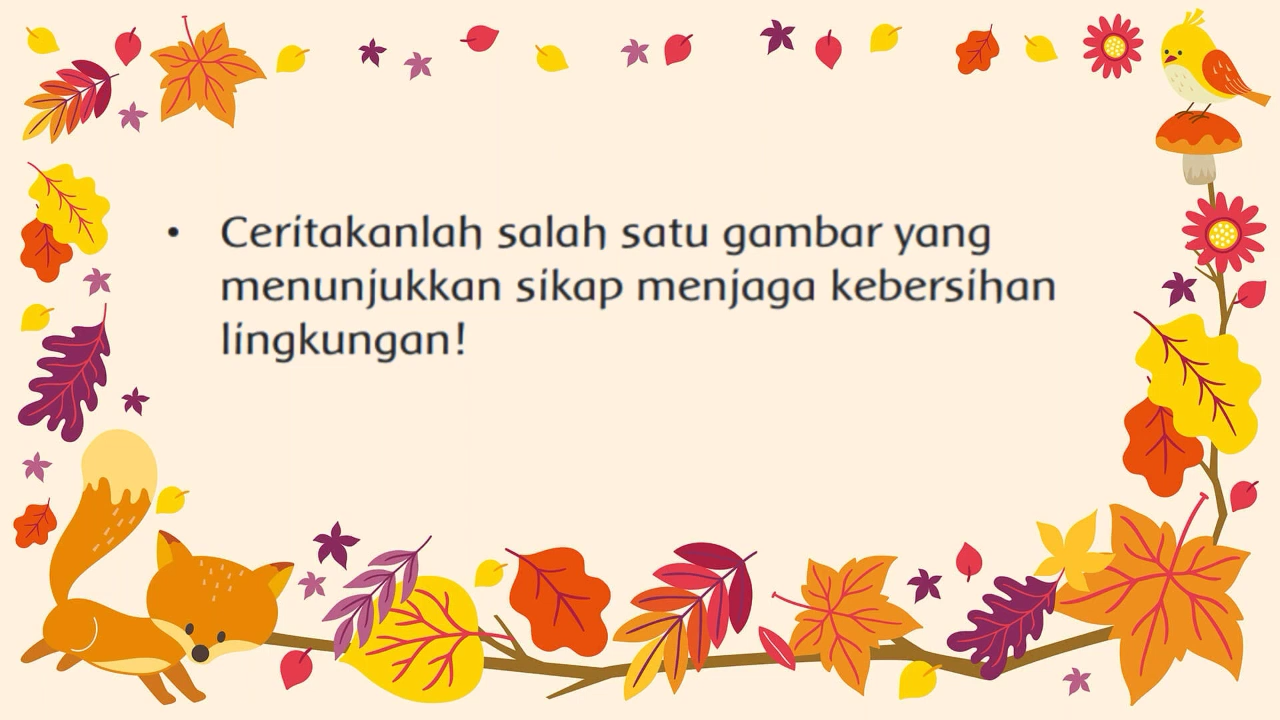 • Ceritakanlah salah satu gambar yang
menunjukkan sikap menjaga kebersihan
lingkungan!